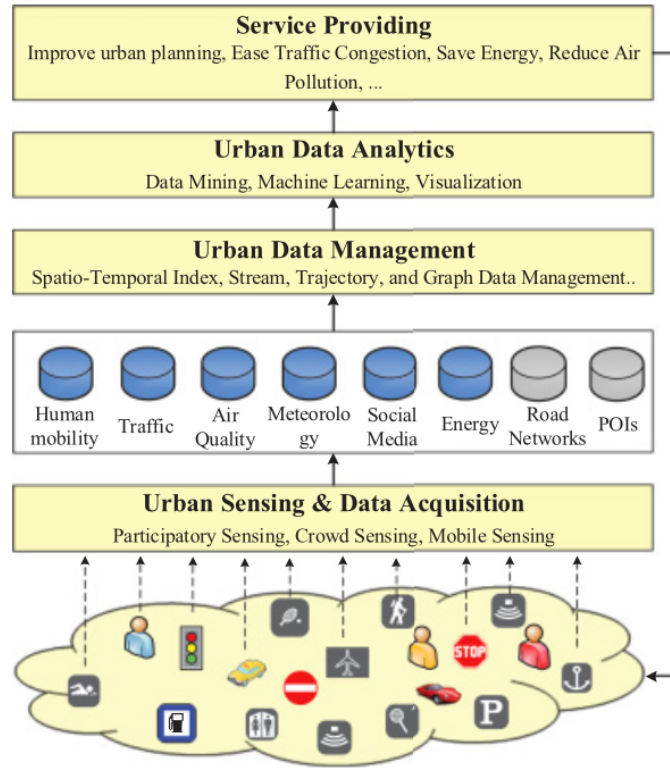 Service Providing
Improve urban planning, Ease Traffic Congestion, Save Energy, Reduce Air
Pollution, ...
Urban Data Analytics
Data Mining, Machine Learning, Visualization
Urban Data Management
Spatio-Temporal Index, Stream, Trajectory, and Graph Data Management..
Human
mobility
Traffic
Air
Quality
Meteorolo
gy
Social
Media
Energy
Road
Networks
POIs
Urban Sensing & Data Acquisition
Participatory Sensing, Crowd Sensing, Mobile Sensing
STOP
P